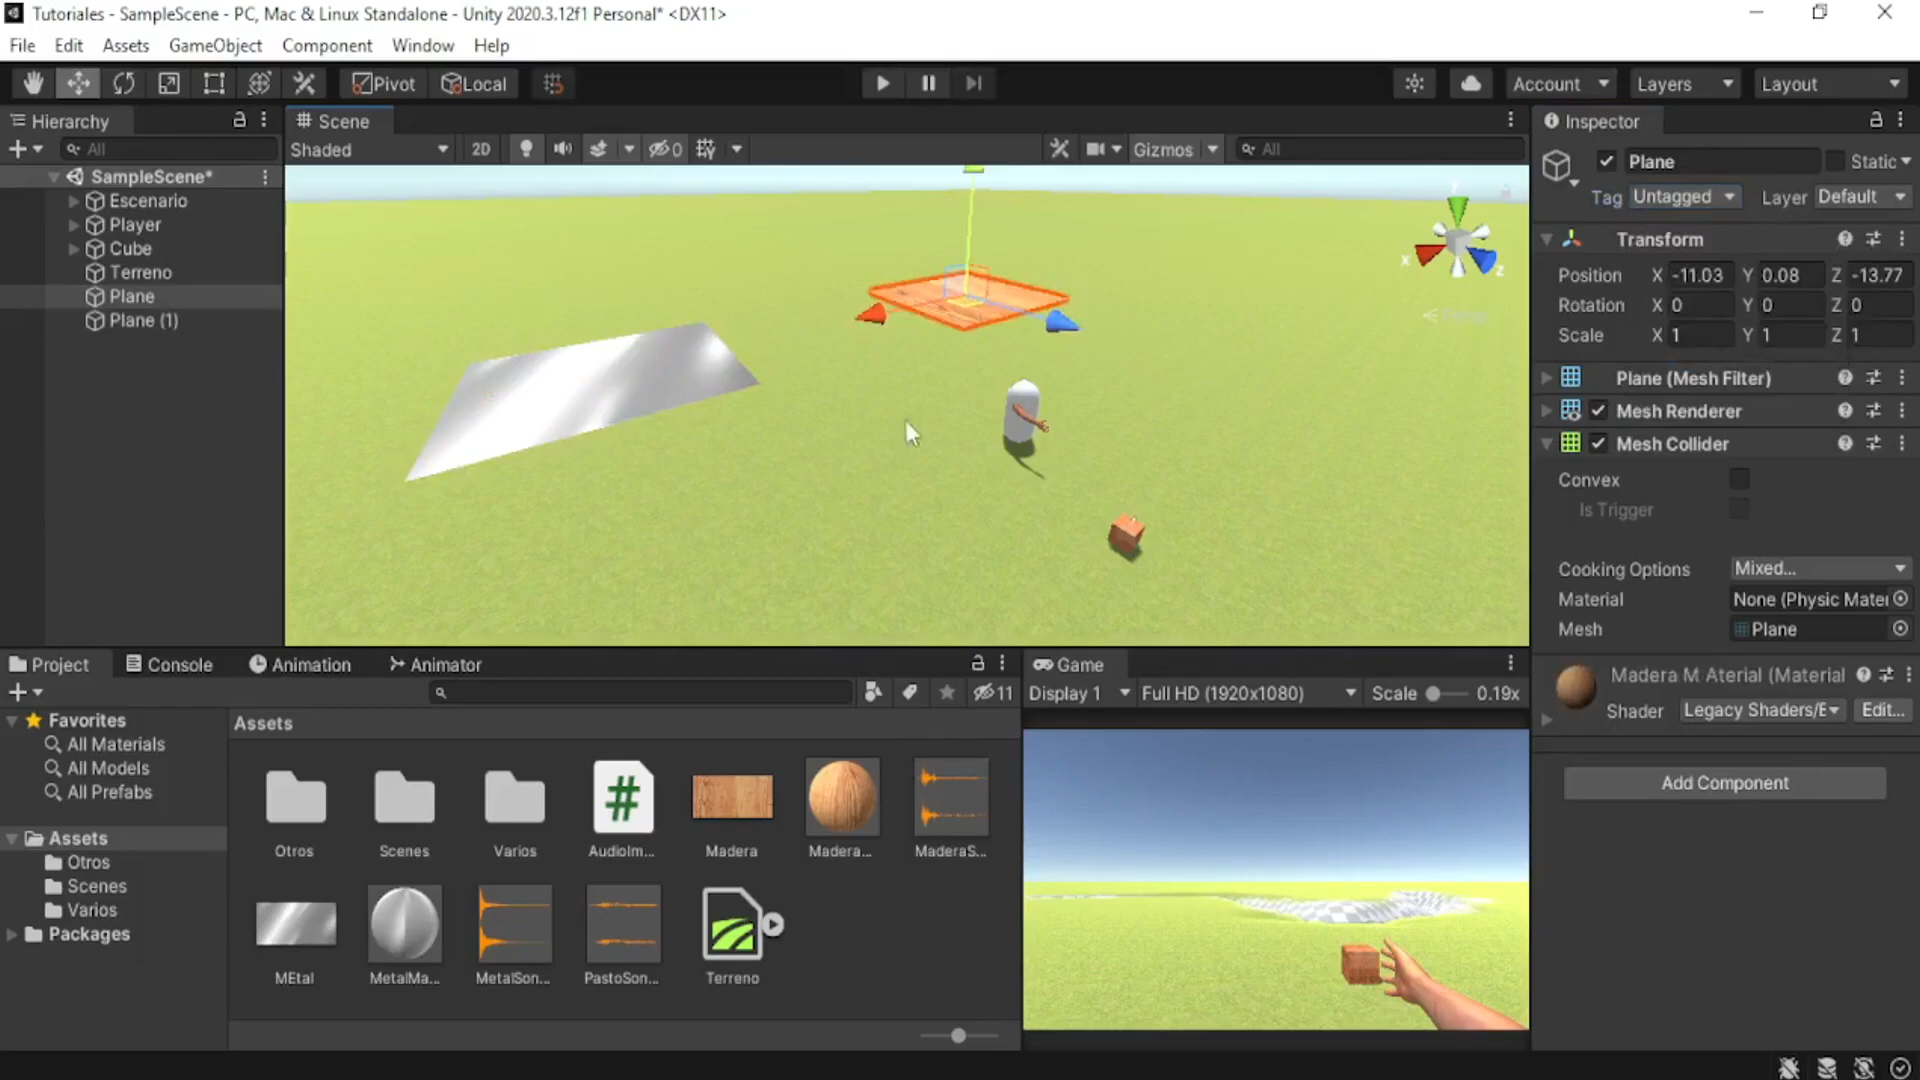 Tutoriales - SampleScene - PC, Mac & Linux Standalone - Unity 2020.3.12f1 Personal* <DX11>
File Edit Assets GameObject Component Window Help
Pivot Local Account Layers Layout
Hierarchy
All
SampleScene*
Escenario
Player
Cube
Terreno
Plane
Plane (1)
Scene
Shaded 2D 0 Gizmos All
x z
Inspector
Plane Static
Tag Untagged Layer Default
Transform
Position X -11.03 Y 0.08 Z -13.77
Rotation X 0 Y 0 Z 0
Scale X 1 Y 1 Z 1
Plane (Mesh Filter)
Mesh Renderer
Mesh Collider
Convex
Is Trigger
Cooking Options Mixed...
Material None (Physic Mater
Mesh Plane
Madera M Aterial (Material
Shader Legacy Shaders/B Edit...
Add Component
Project Console Animation Animator
11
Favorites
All Materials
All Models
All Prefabs
Assets
Otros
Scenes
Varios
Packages
Assets
Otros Scenes Varios AudioIm... Madera Madera... MaderaS...
MEtal MetalMa... MetalSon... PastoSon... Terreno
Game
Display 1 Full HD (1920x1080) Scale 0.19x